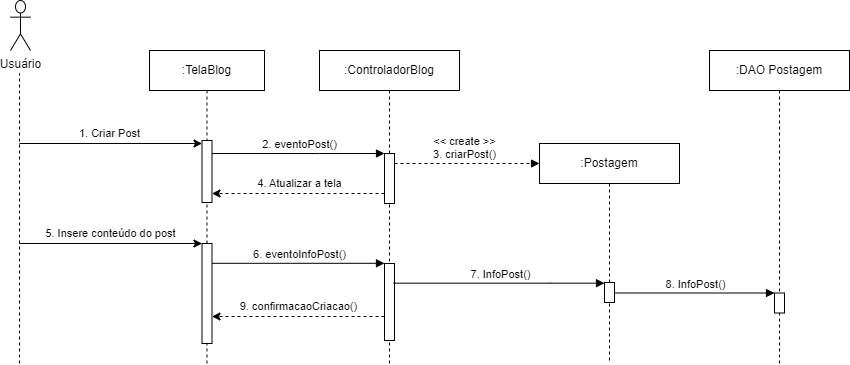 Usuário
:TelaBlog
:ControladorBlog
:DAO Postagem
1. Criar Post
2. eventoPost()
<< create >>
3. criarPost()
:Postagem
4. Atualizar a tela
5. Insere conteúdo do post
6. eventoInfoPost()
7. InfoPost()
8. InfoPost()
9. confirmacaoCriacao()